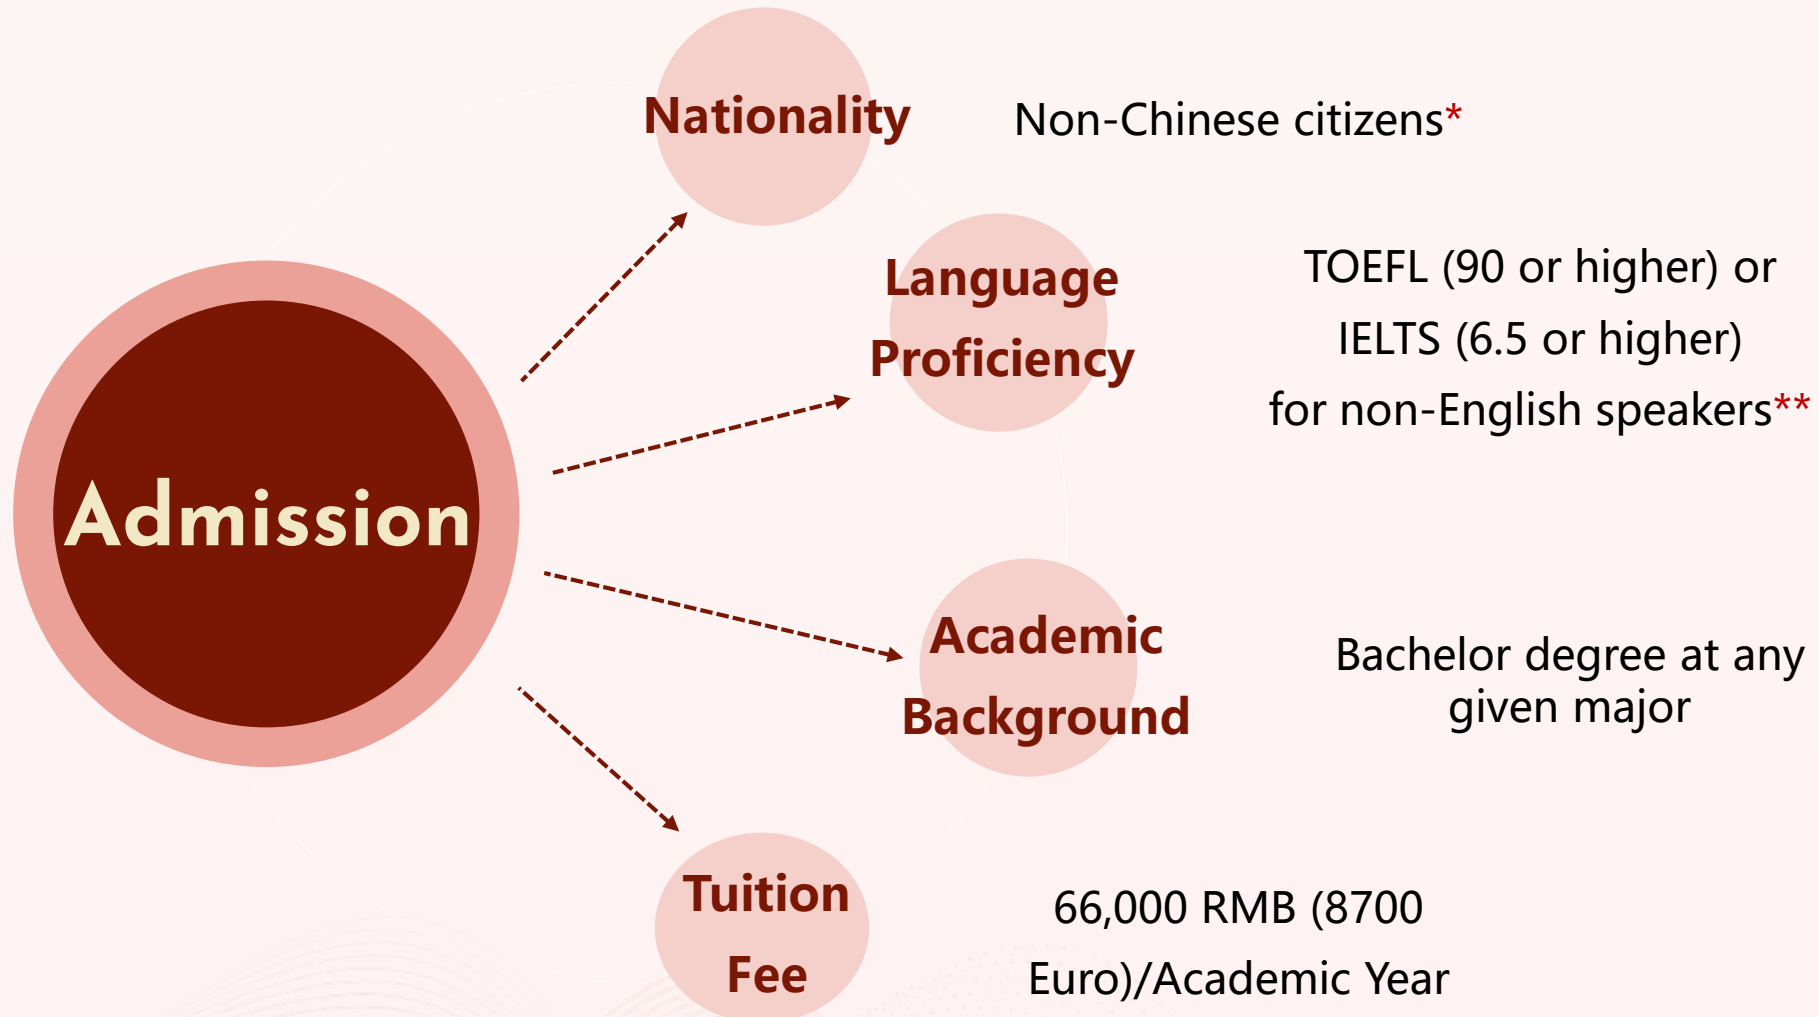 Admission
Nationality
Non-Chinese citizens*
Language
Proficiency
TOEFL (90 or higher) or
IELTS (6.5 or higher)
for non-English speakers**
Academic
Background
Bachelor degree at any
given major
Tuition
Fee
66,000 RMB (8700
Euro)/Academic Year